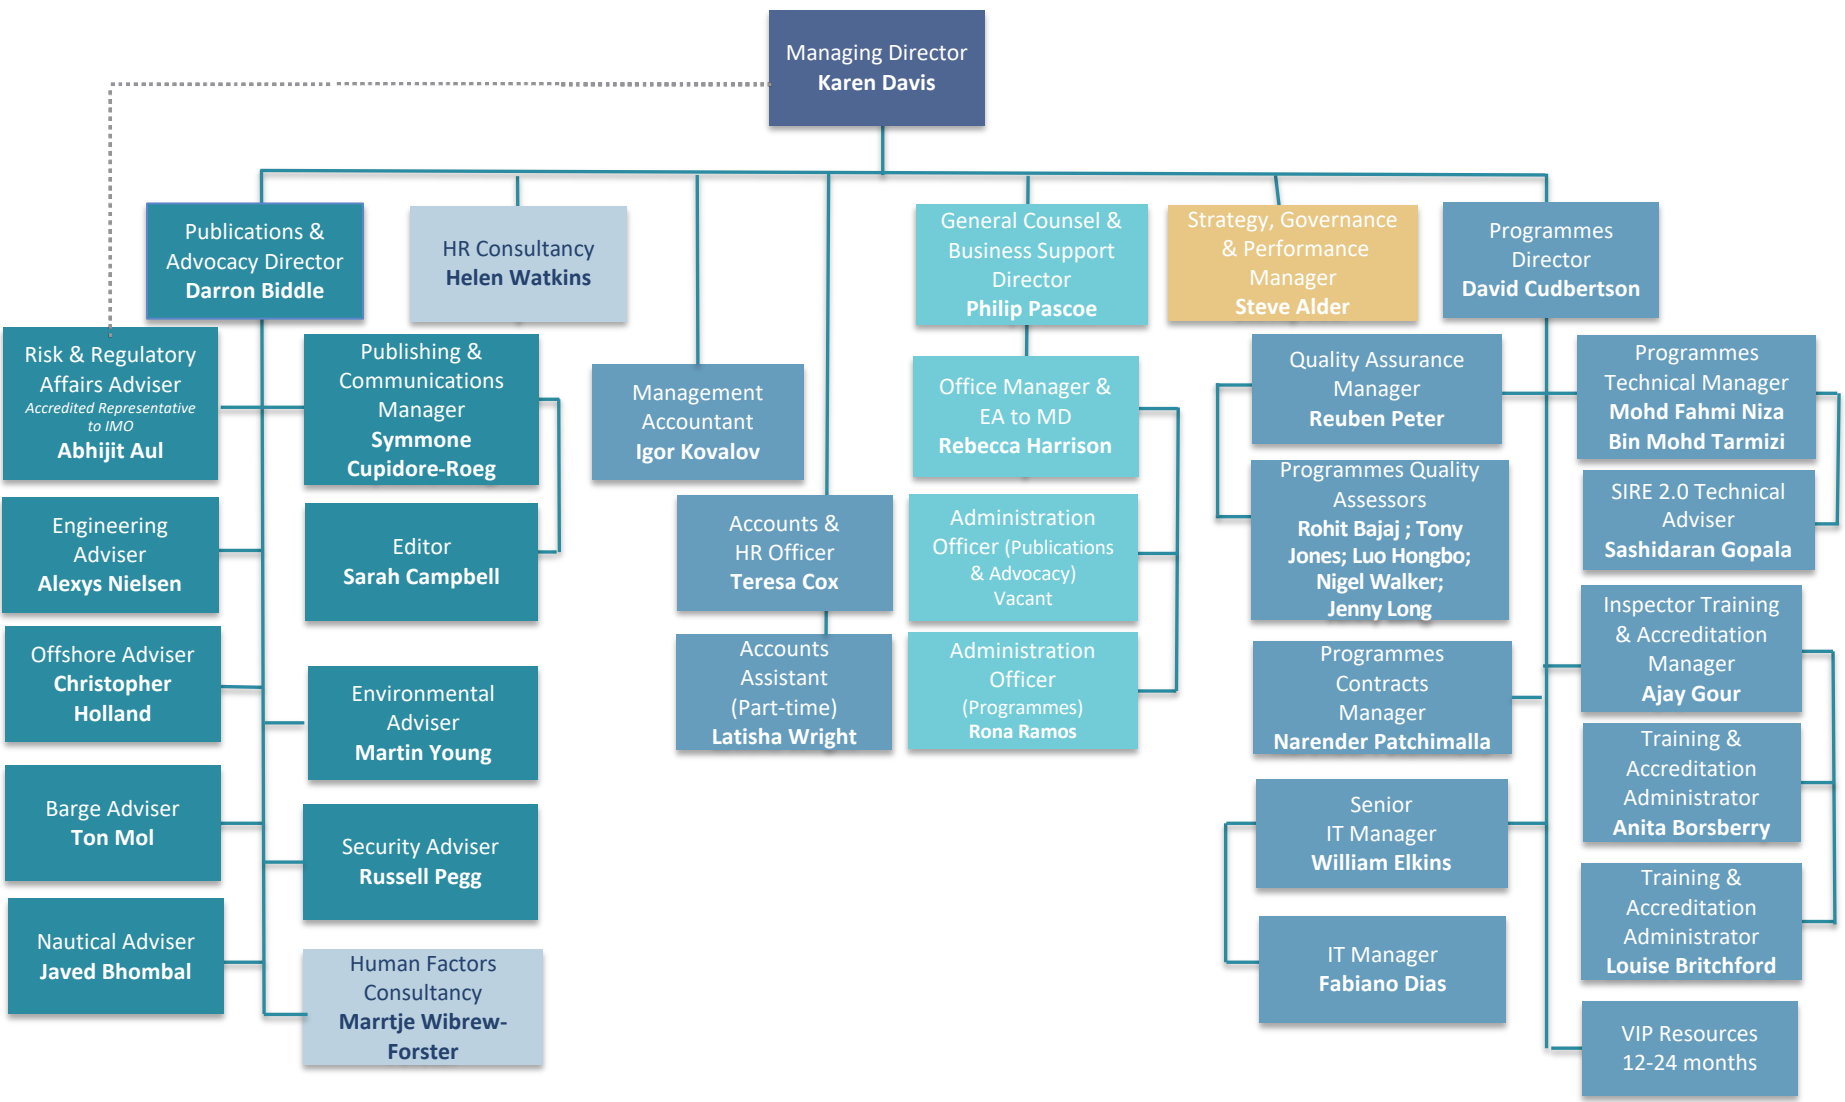 Managing Director
Karen Davis
Publications &
Advocacy Director
Darron Biddle
HR Consultancy
Helen Watkins
General Counsel &
Business Support
Director
Philip Pascoe
Strategy, Governance
& Performance
Manager
Steve Alder
Programmes
Director
David Cudbertson
Risk & Regulatory
Affairs Adviser
Accredited Representative
to IMO
Abhijit Aul
Publishing &
Communications
Manager
Symmone
Cupidore-Roeg
Engineering
Adviser
Alexys Nielsen
Editor
Sarah Campbell
Offshore Adviser
Christopher
Holland
Environmental
Adviser
Martin Young
Barge Adviser
Ton Mol
Security Adviser
Russell Pegg
Nautical Adviser
Javed Bhombal
Human Factors
Consultancy
Marrtje Wibrew-
Forster
Management
Accountant
Igor Kovalov
Accounts &
HR Officer
Teresa Cox
Accounts
Assistant
(Part-time)
Latisha Wright
Office Manager &
EA to MD
Rebecca Harrison
Administration
Officer (Publications
& Advocacy)
Vacant
Administration
Officer
(Programmes)
Rona Ramos
Quality Assurance
Manager
Reuben Peter
Programmes Quality
Assessors
Rohit Bajaj ; Tony
Jones; Luo Hongbo;
Nigel Walker;
Jenny Long
Programmes
Contracts
Manager
Narender Patchimalla
Senior
IT Manager
William Elkins
IT Manager
Fabiano Dias
Programmes
Technical Manager
Mohd Fahmi Niza
Bin Mohd Tarmizi
SIRE 2.0 Technical
Adviser
Sashidaran Gopala
Inspector Training
& Accreditation
Manager
Ajay Gour
Training &
Accreditation
Administrator
Anita Borsberry
Training &
Accreditation
Administrator
Louise Britchford
VIP Resources
12-24 months